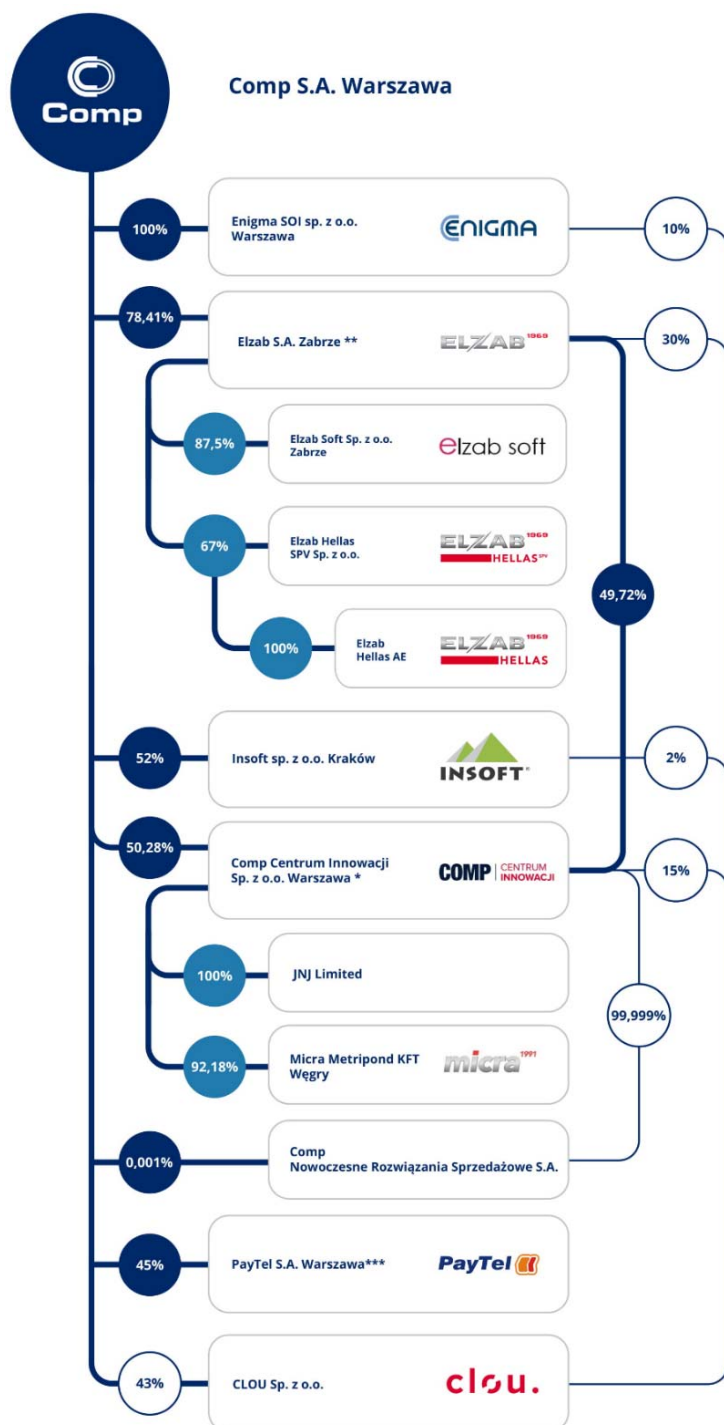 Comp
Comp S.A. Warszawa
100%
Enigma SOI sp. z o.o.
Warszawa
ENIGMA
10%
78,41%
Elzab S.A. Zabrze **
ELZAB 1969
30%
87,5%
Elzab Soft Sp. z o.o.
Zabrze
elzab soft
67%
Elzab Hellas
SPV Sp. z o.o.
ELZAB 1969
HELLAS SPV
49,72%
100%
Elzab
Hellas AE
ELZAB 1969
HELLAS
52%
Insoft sp. z o.o. Kraków
INSOFT®
2%
50,28%
Comp Centrum Innowacji
Sp. z o.o. Warszawa *
COMP
CENTRUM
INNOWACJI
15%
100%
JNJ Limited
99,999%
92,18%
Micra Metripond KFT
Węgry
micra 1991
0,001%
Comp
Nowoczesne Rozwiązania Sprzedażowe S.A.
45%
PayTel S.A. Warszawa***
PayTel
43%
CLOU Sp. z o.o.
clou.